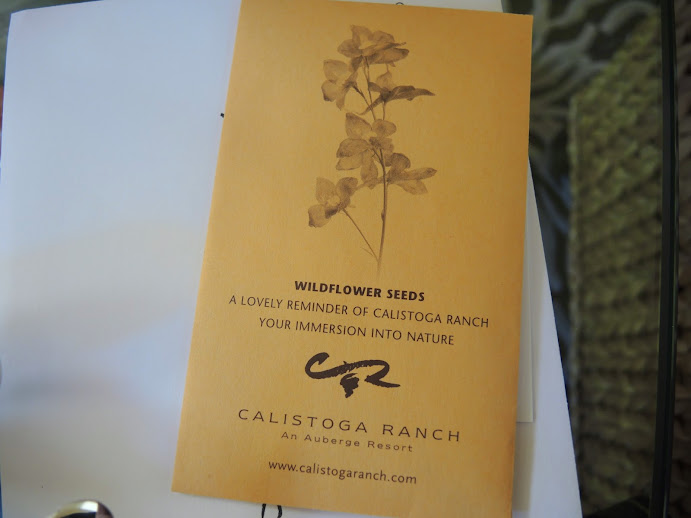 WILDFLOWER SEEDS
A LOVELY REMINDER OF CALISTOGA RANCH
YOUR IMMERSION INTO NATURE
CR
CALISTOGA RANCH
An Auberge Resort
www.calistogaranch.com